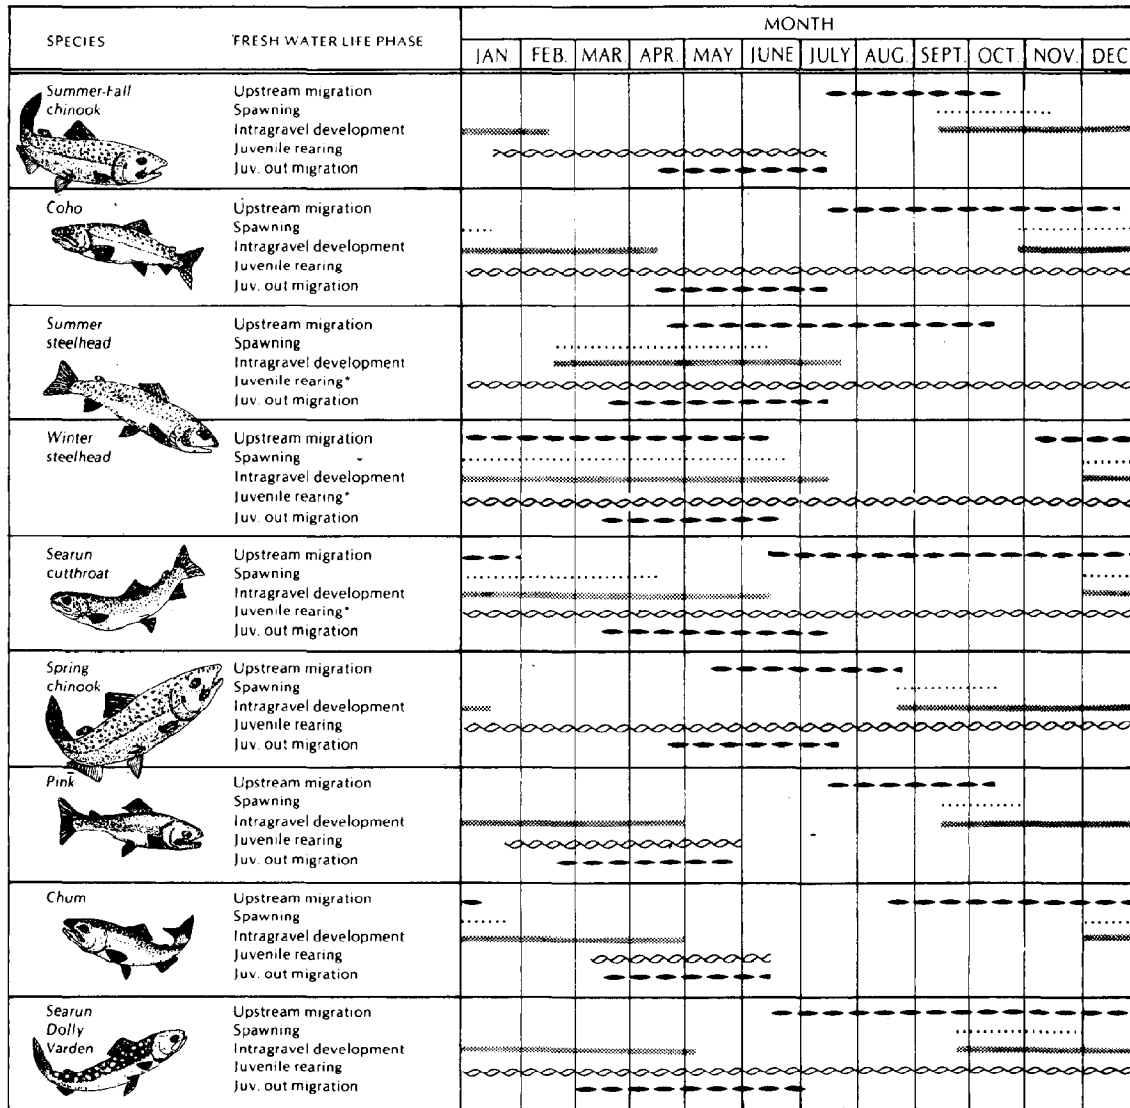 MONTH
SPECIES FRESH WATER LIFE PHASE
JAN. FEB. MAR. APR. MAY JUNE JULY AUG. SEPT. OCT. NOV. DEC
Summer-Fall Upstream migration
chinook Spawning
Intragravel development
Juvenile rearing
Juv. out migration
Coho Upstream migration
Spawning
Intragravel development
Juvenile rearing
Juv. out migration
Summer Upstream migration
steelhead Spawning
Intragravel development
Juvenile rearing*
Juv. out migration
Winter Upstream migration
steelhead Spawning
Intragravel development
Juvenile rearing*
Juv. out migration
Searun Upstream migration
cutthroat Spawning
Intragravel development
Juvenile rearing*
Juv. out migration
Spring Upstream migration
chinook Spawning
Intragravel development
Juvenile rearing
Juv. out migration
Pink Upstream migration
Spawning
Intragravel development
Juvenile rearing
Juv. out migration
Chum Upstream migration
Spawning
Intragravel development
Juvenile rearing
Juv. out migration
Searun Upstream migration
Dolly Spawning
Varden Intragravel development
Juvenile rearing
Juv. out migration